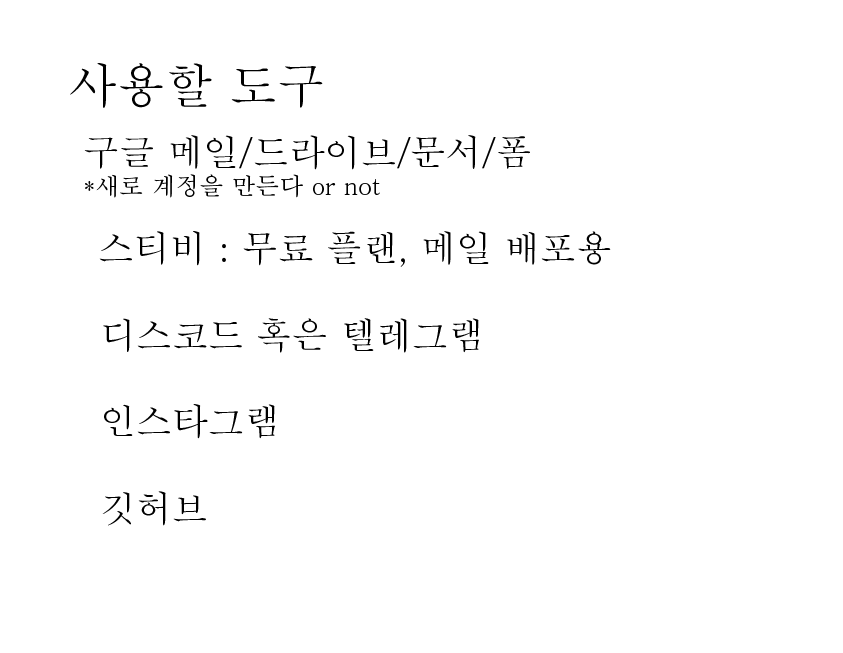 사용할 도구
구글 메일/드라이브/문서/폼
*새로 계정을 만든다 or not
스티비 : 무료 플랜, 메일 배포용
디스코드 혹은 텔레그램
인스타그램
깃허브